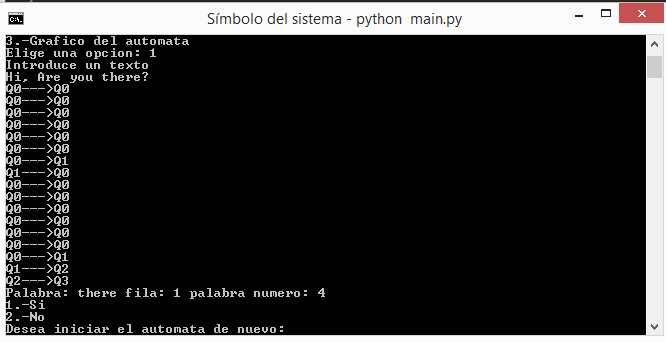 Símbolo del sistema - python  main.py
3.-Grafico del automata
Elige una opcion: 1
Introduce un texto
Hi, Are you there?
Q0--->Q0
Q0--->Q0
Q0--->Q0
Q0--->Q0
Q0--->Q0
Q0--->Q0
Q0--->Q1
Q1--->Q0
Q0--->Q0
Q0--->Q0
Q0--->Q0
Q0--->Q0
Q0--->Q0
Q0--->Q0
Q0--->Q1
Q1--->Q2
Q2--->Q3
Palabra: there fila: 1 palabra numero: 4
1.-Si
2.-No
Desea iniciar el automata de nuevo: